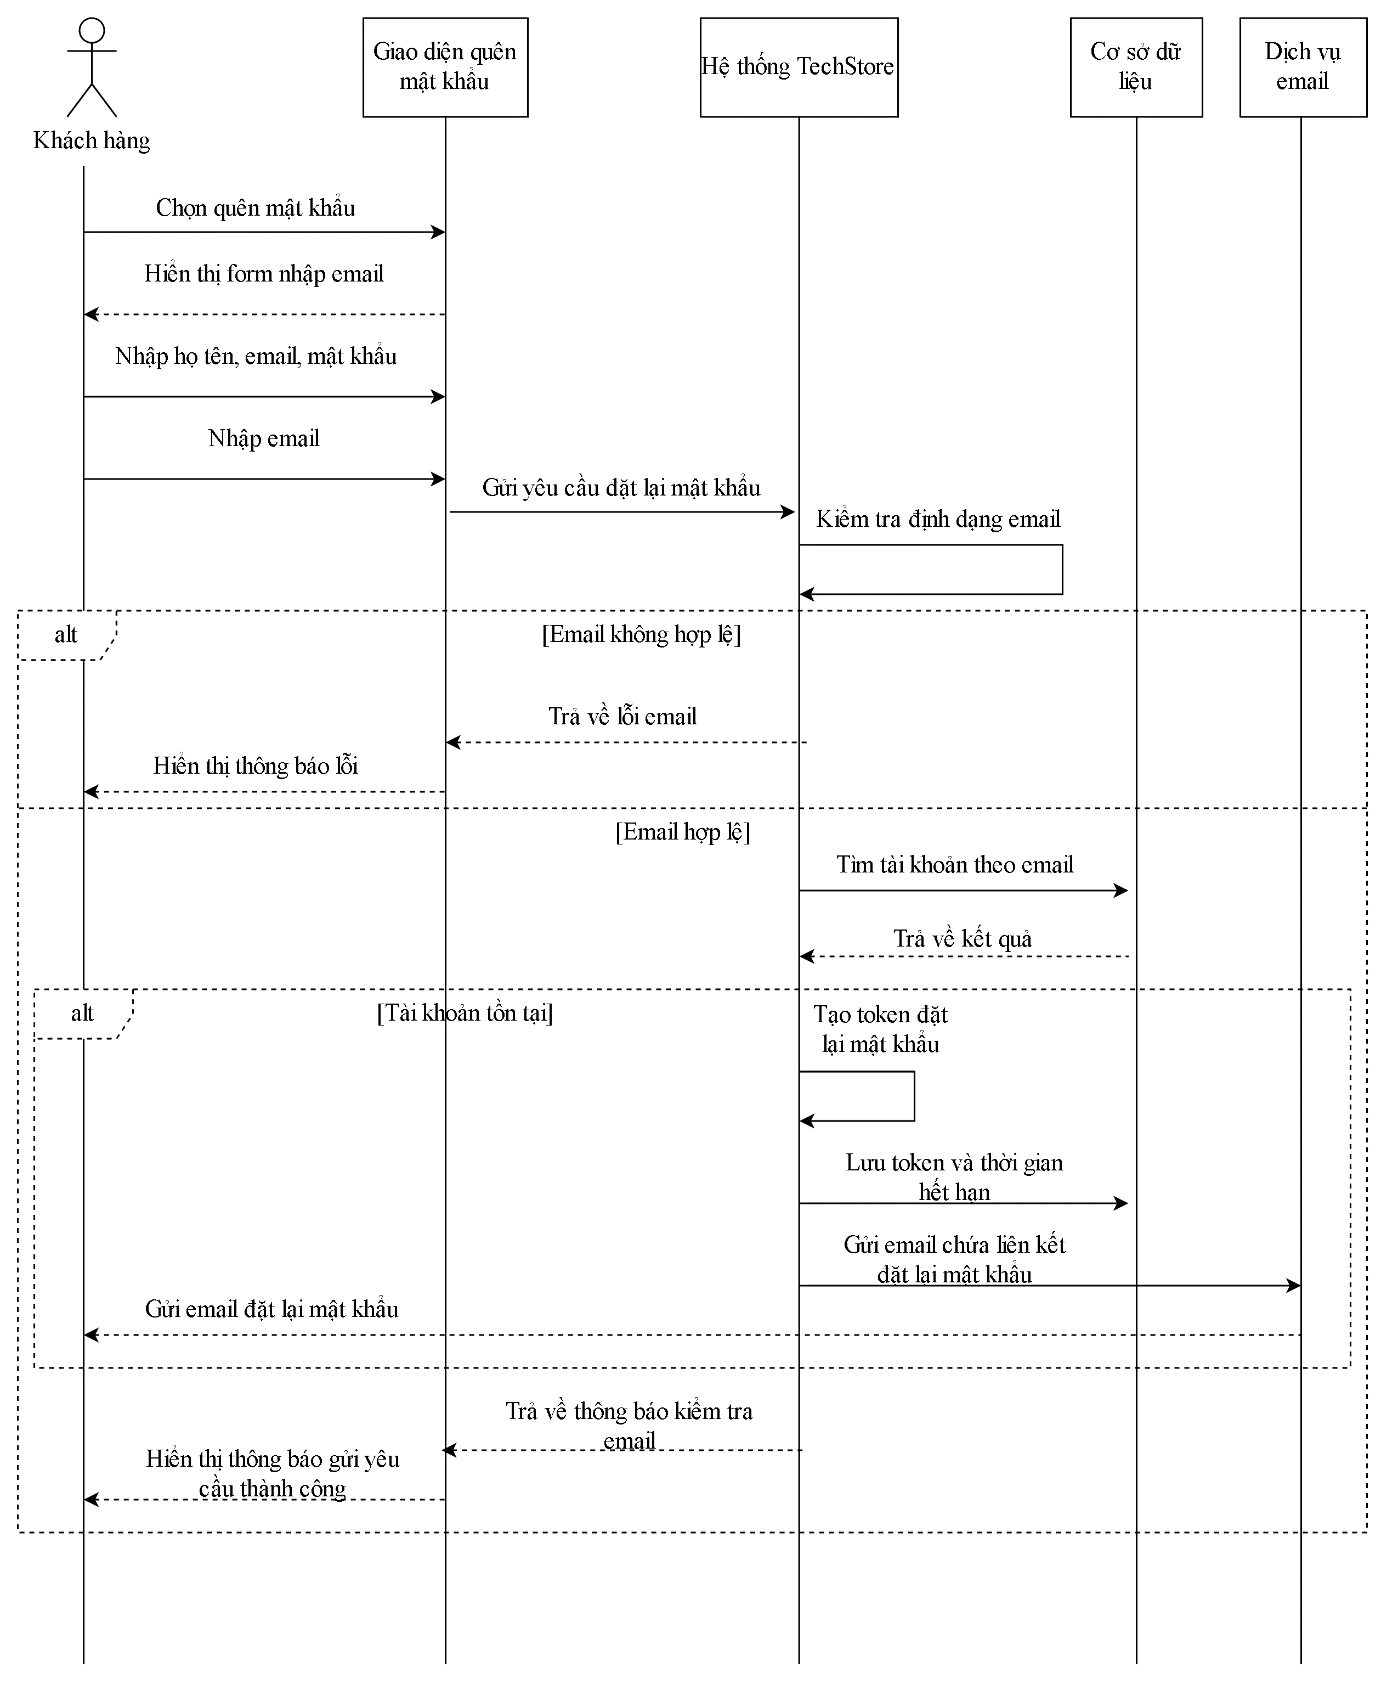 Khách hàng
Giao diện quên
mật khẩu
Hệ thống TechStore
Cơ sở dữ
liệu
Dịch vụ
email
Chọn quên mật khẩu
Hiển thị form nhập email
Nhập họ tên, email, mật khẩu
Nhập email
Gửi yêu cầu đặt lại mật khẩu
Kiểm tra định dạng email
alt
[Email không hợp lệ]
Trả về lỗi email
Hiển thị thông báo lỗi
[Email hợp lệ]
Tìm tài khoản theo email
Trả về kết quả
alt
[Tài khoản tồn tại]
Tạo token đặt
lại mật khẩu
Lưu token và thời gian
hết hạn
Gửi email chứa liên kết
đặt lại mật khẩu
Gửi email đặt lại mật khẩu
Trả về thông báo kiểm tra
email
Hiển thị thông báo gửi yêu
cầu thành công